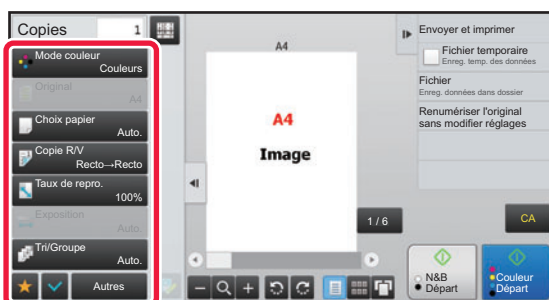 Copies
1
Mode couleur
Couleurs
Original
A4
Choix papier
Auto.
Copie R/V
Recto→Recto
Taux de repro.
100%
Exposition
Auto.
Tri/Groupe
Auto.
Autres
A4
A4
Image
1 / 6
Envoyer et imprimer
Fichier temporaire
Enreg. temp. des données
Fichier
Enreg. données dans dossier
Renumériser l'original
sans modifier réglages
CA
N&B
Départ
Couleur
Départ